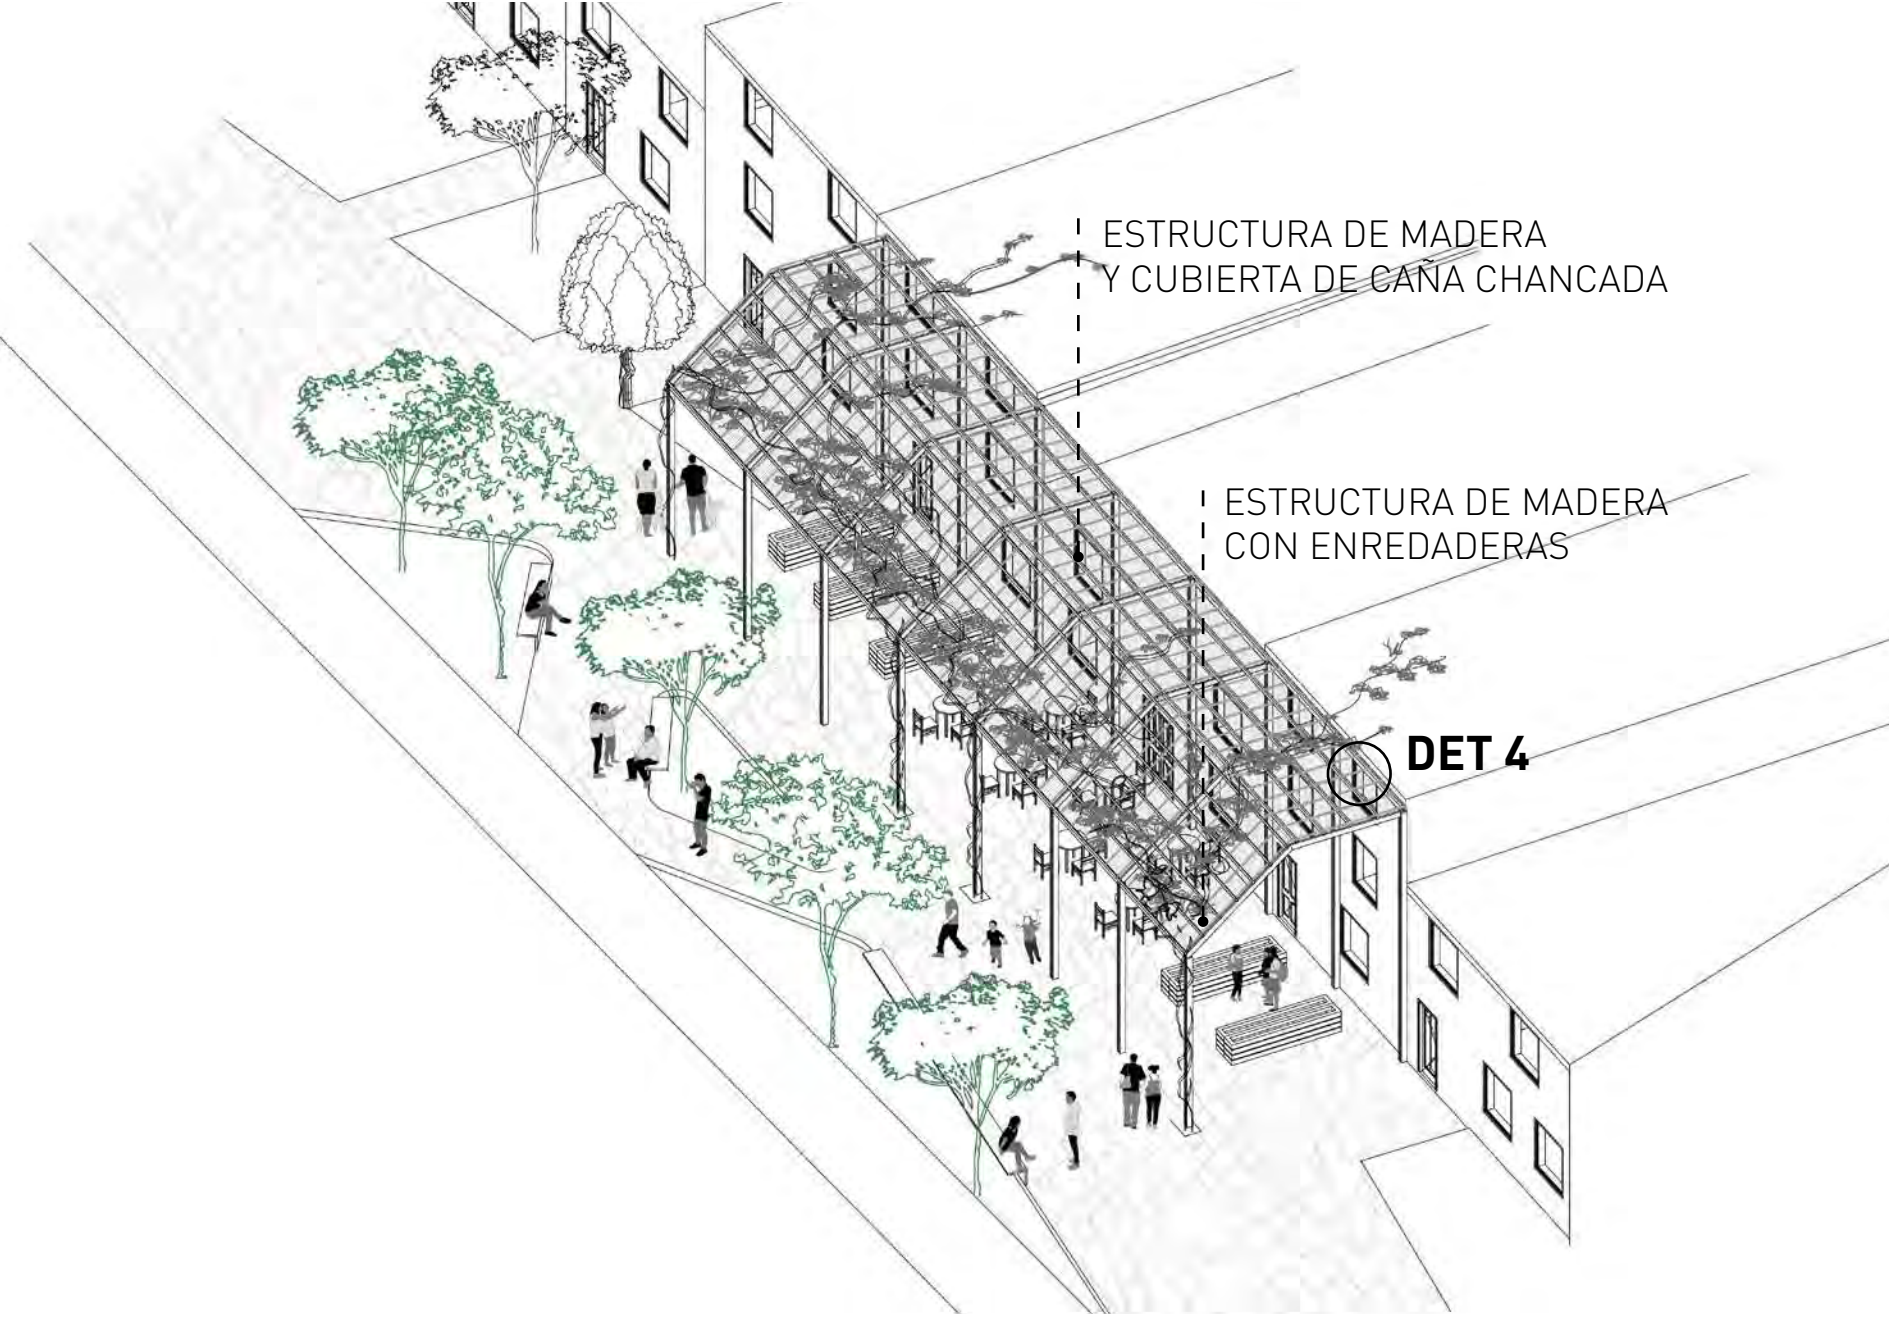 ESTRUCTURA DE MADERA
Y CUBIERTA DE CAÑA CHANCADA
ESTRUCTURA DE MADERA
CON ENREDADERAS
DET 4